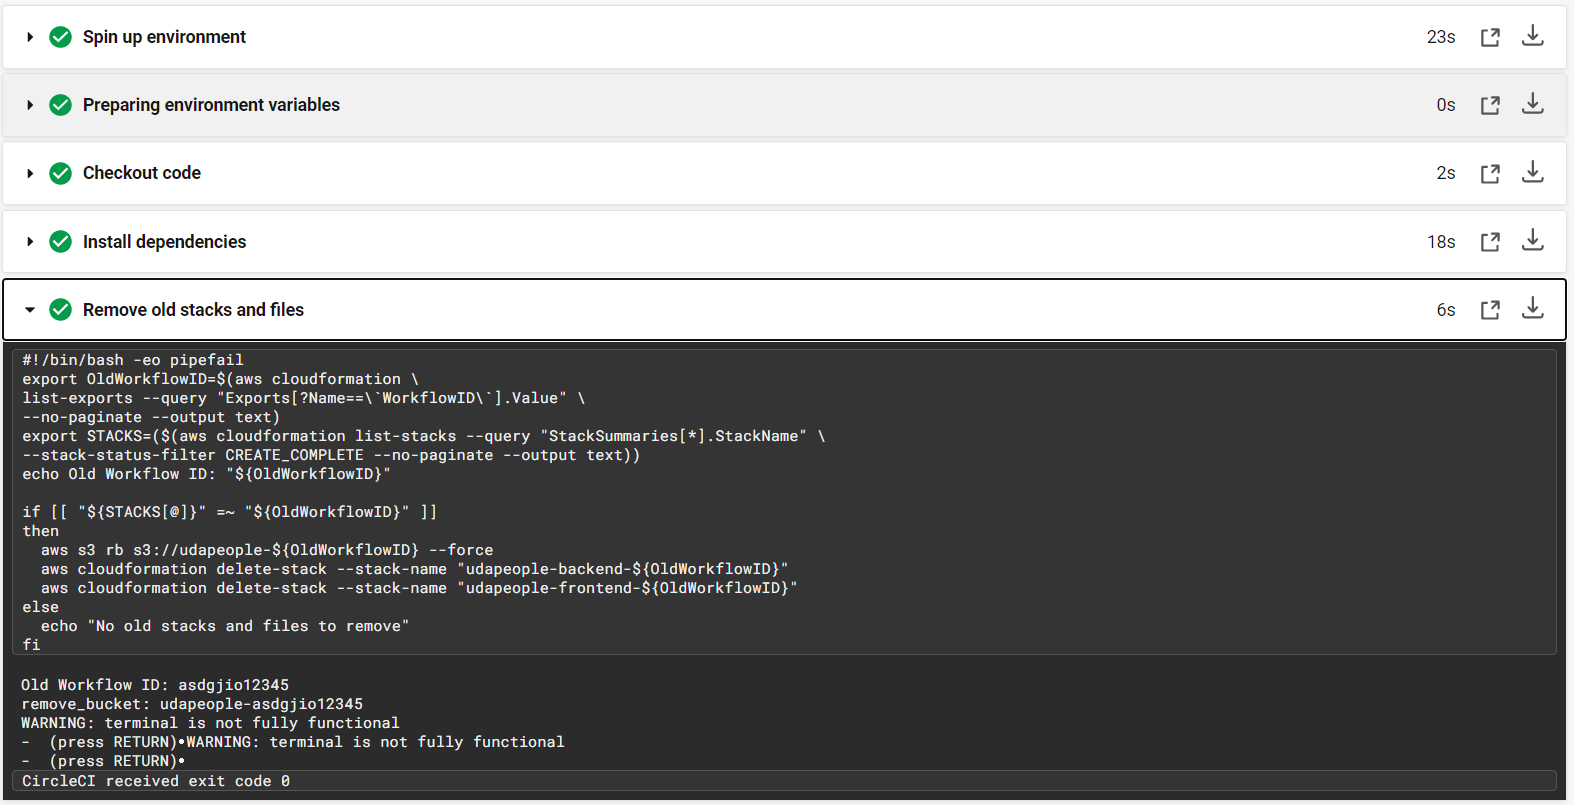 Spin up environment 23s
Preparing environment variables 0s
Checkout code 2s
Install dependencies 18s
Remove old stacks and files 6s
#!/bin/bash -eo pipefail
export OldWorkflowID=$(aws cloudformation \
list-exports --query "Exports[?Name==\`WorkflowID\`].Value" \
--no-paginate --output text)
export STACKS=($(aws cloudformation list-stacks --query "StackSummaries[*].StackName" \
--stack-status-filter CREATE_COMPLETE --no-paginate --output text))
echo Old Workflow ID: "${OldWorkflowID}"
if [[ "${STACKS[@]}" =~ "${OldWorkflowID}" ]]
then
  aws s3 rb s3://udapeople-${OldWorkflowID} --force
  aws cloudformation delete-stack --stack-name "udapeople-backend-${OldWorkflowID}"
  aws cloudformation delete-stack --stack-name "udapeople-frontend-${OldWorkflowID}"
else
  echo "No old stacks and files to remove"
fi
Old Workflow ID: asdgjio12345
remove_bucket: udapeople-asdgjio12345
WARNING: terminal is not fully functional
-  (press RETURN)•WARNING: terminal is not fully functional
-  (press RETURN)•
CircleCI received exit code 0